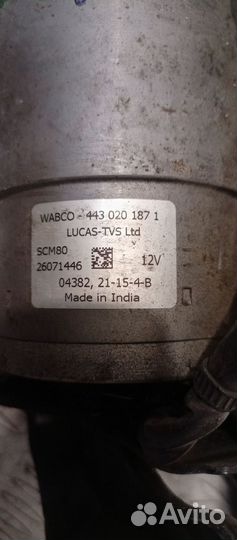 WABCO - 443 020 187 1
LUCAS-TVS Ltd
SCM80
26071446
12V
04382, 21-15-4-B
Made in India
Avito